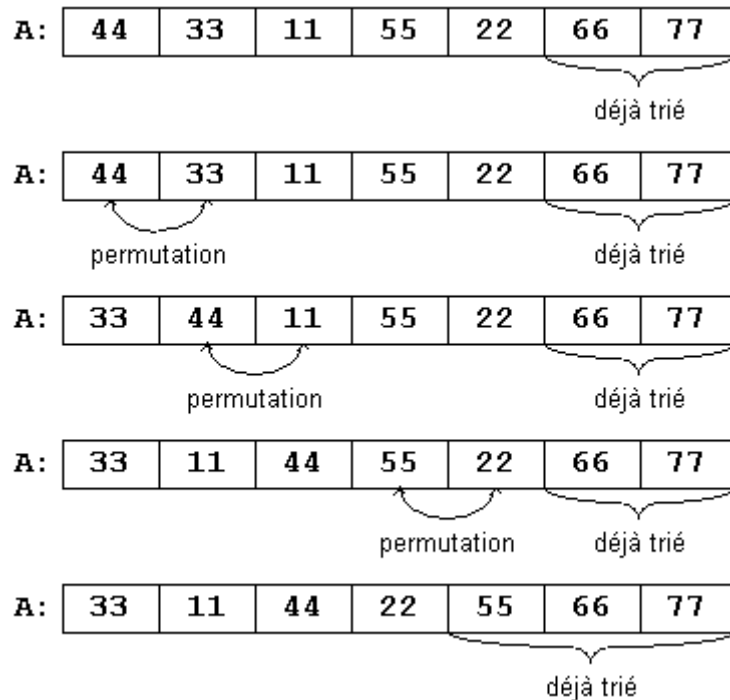 A: 44 33 11 55 22 66 77
déjà trié
A: 44 33 11 55 22 66 77
permutation déjà trié
A: 33 44 11 55 22 66 77
permutation déjà trié
A: 33 11 44 55 22 66 77
permutation déjà trié
A: 33 11 44 22 55 66 77
déjà trié